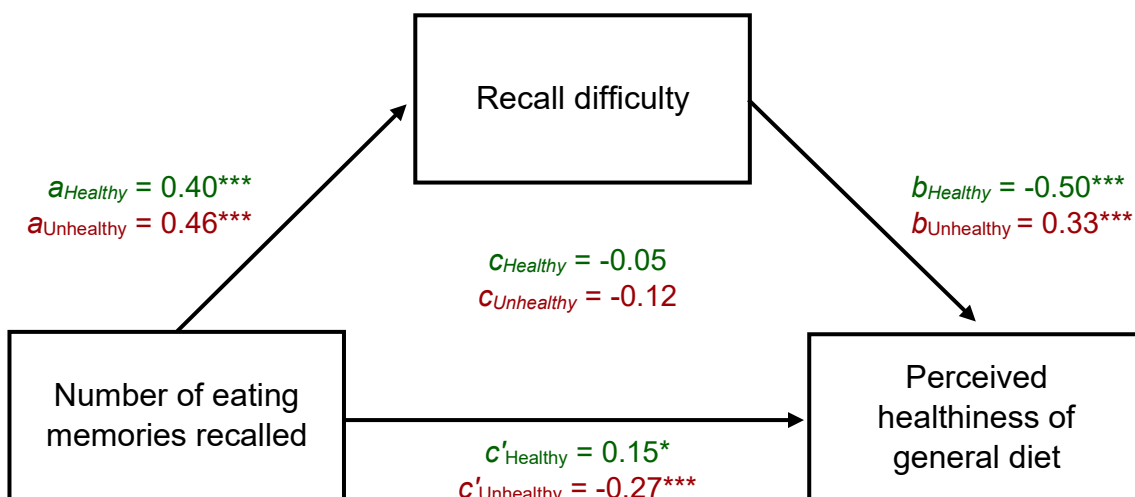 Recall difficulty
aHealthy = 0.40***
aUnhealthy = 0.46***
bHealthy = -0.50***
bUnhealthy = 0.33***
cHealthy = -0.05
cUnhealthy = -0.12
Number of eating
memories recalled
Perceived
healthiness of
general diet
c'Healthy = 0.15*
c'Unhealthy = -0.27***